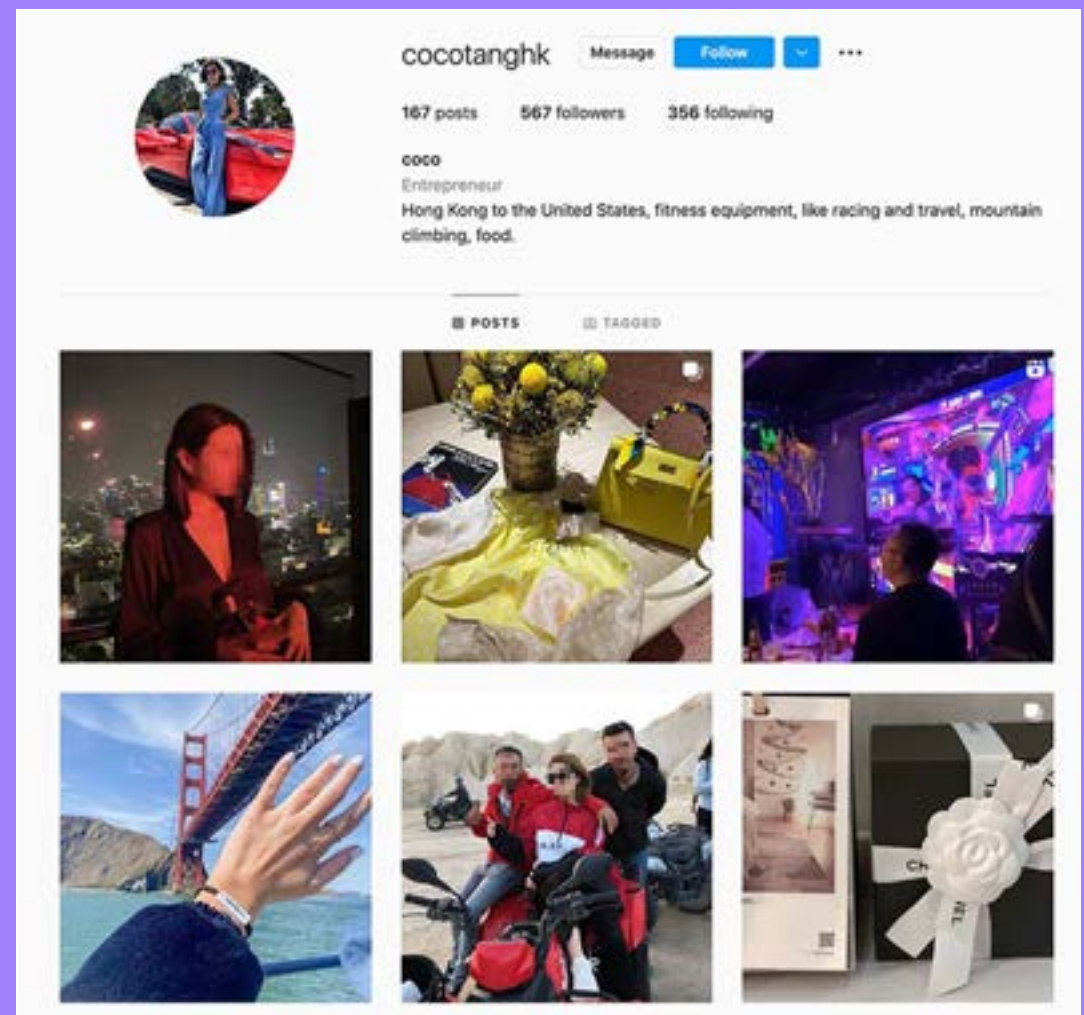 cocotanghk Message Follow
167 posts 567 followers 356 following
coco
Entrepreneur
Hong Kong to the United States, fitness equipment, like racing and travel, mountain
climbing, food.
POSTS TAGGED